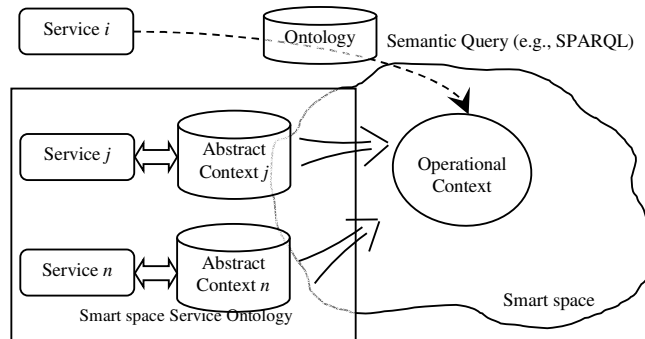 Service i
Ontology
Semantic Query (e.g., SPARQL)
Service j
Abstract
Context j
Operational
Context
Service n
Abstract
Context n
Smart space
Smart space Service Ontology